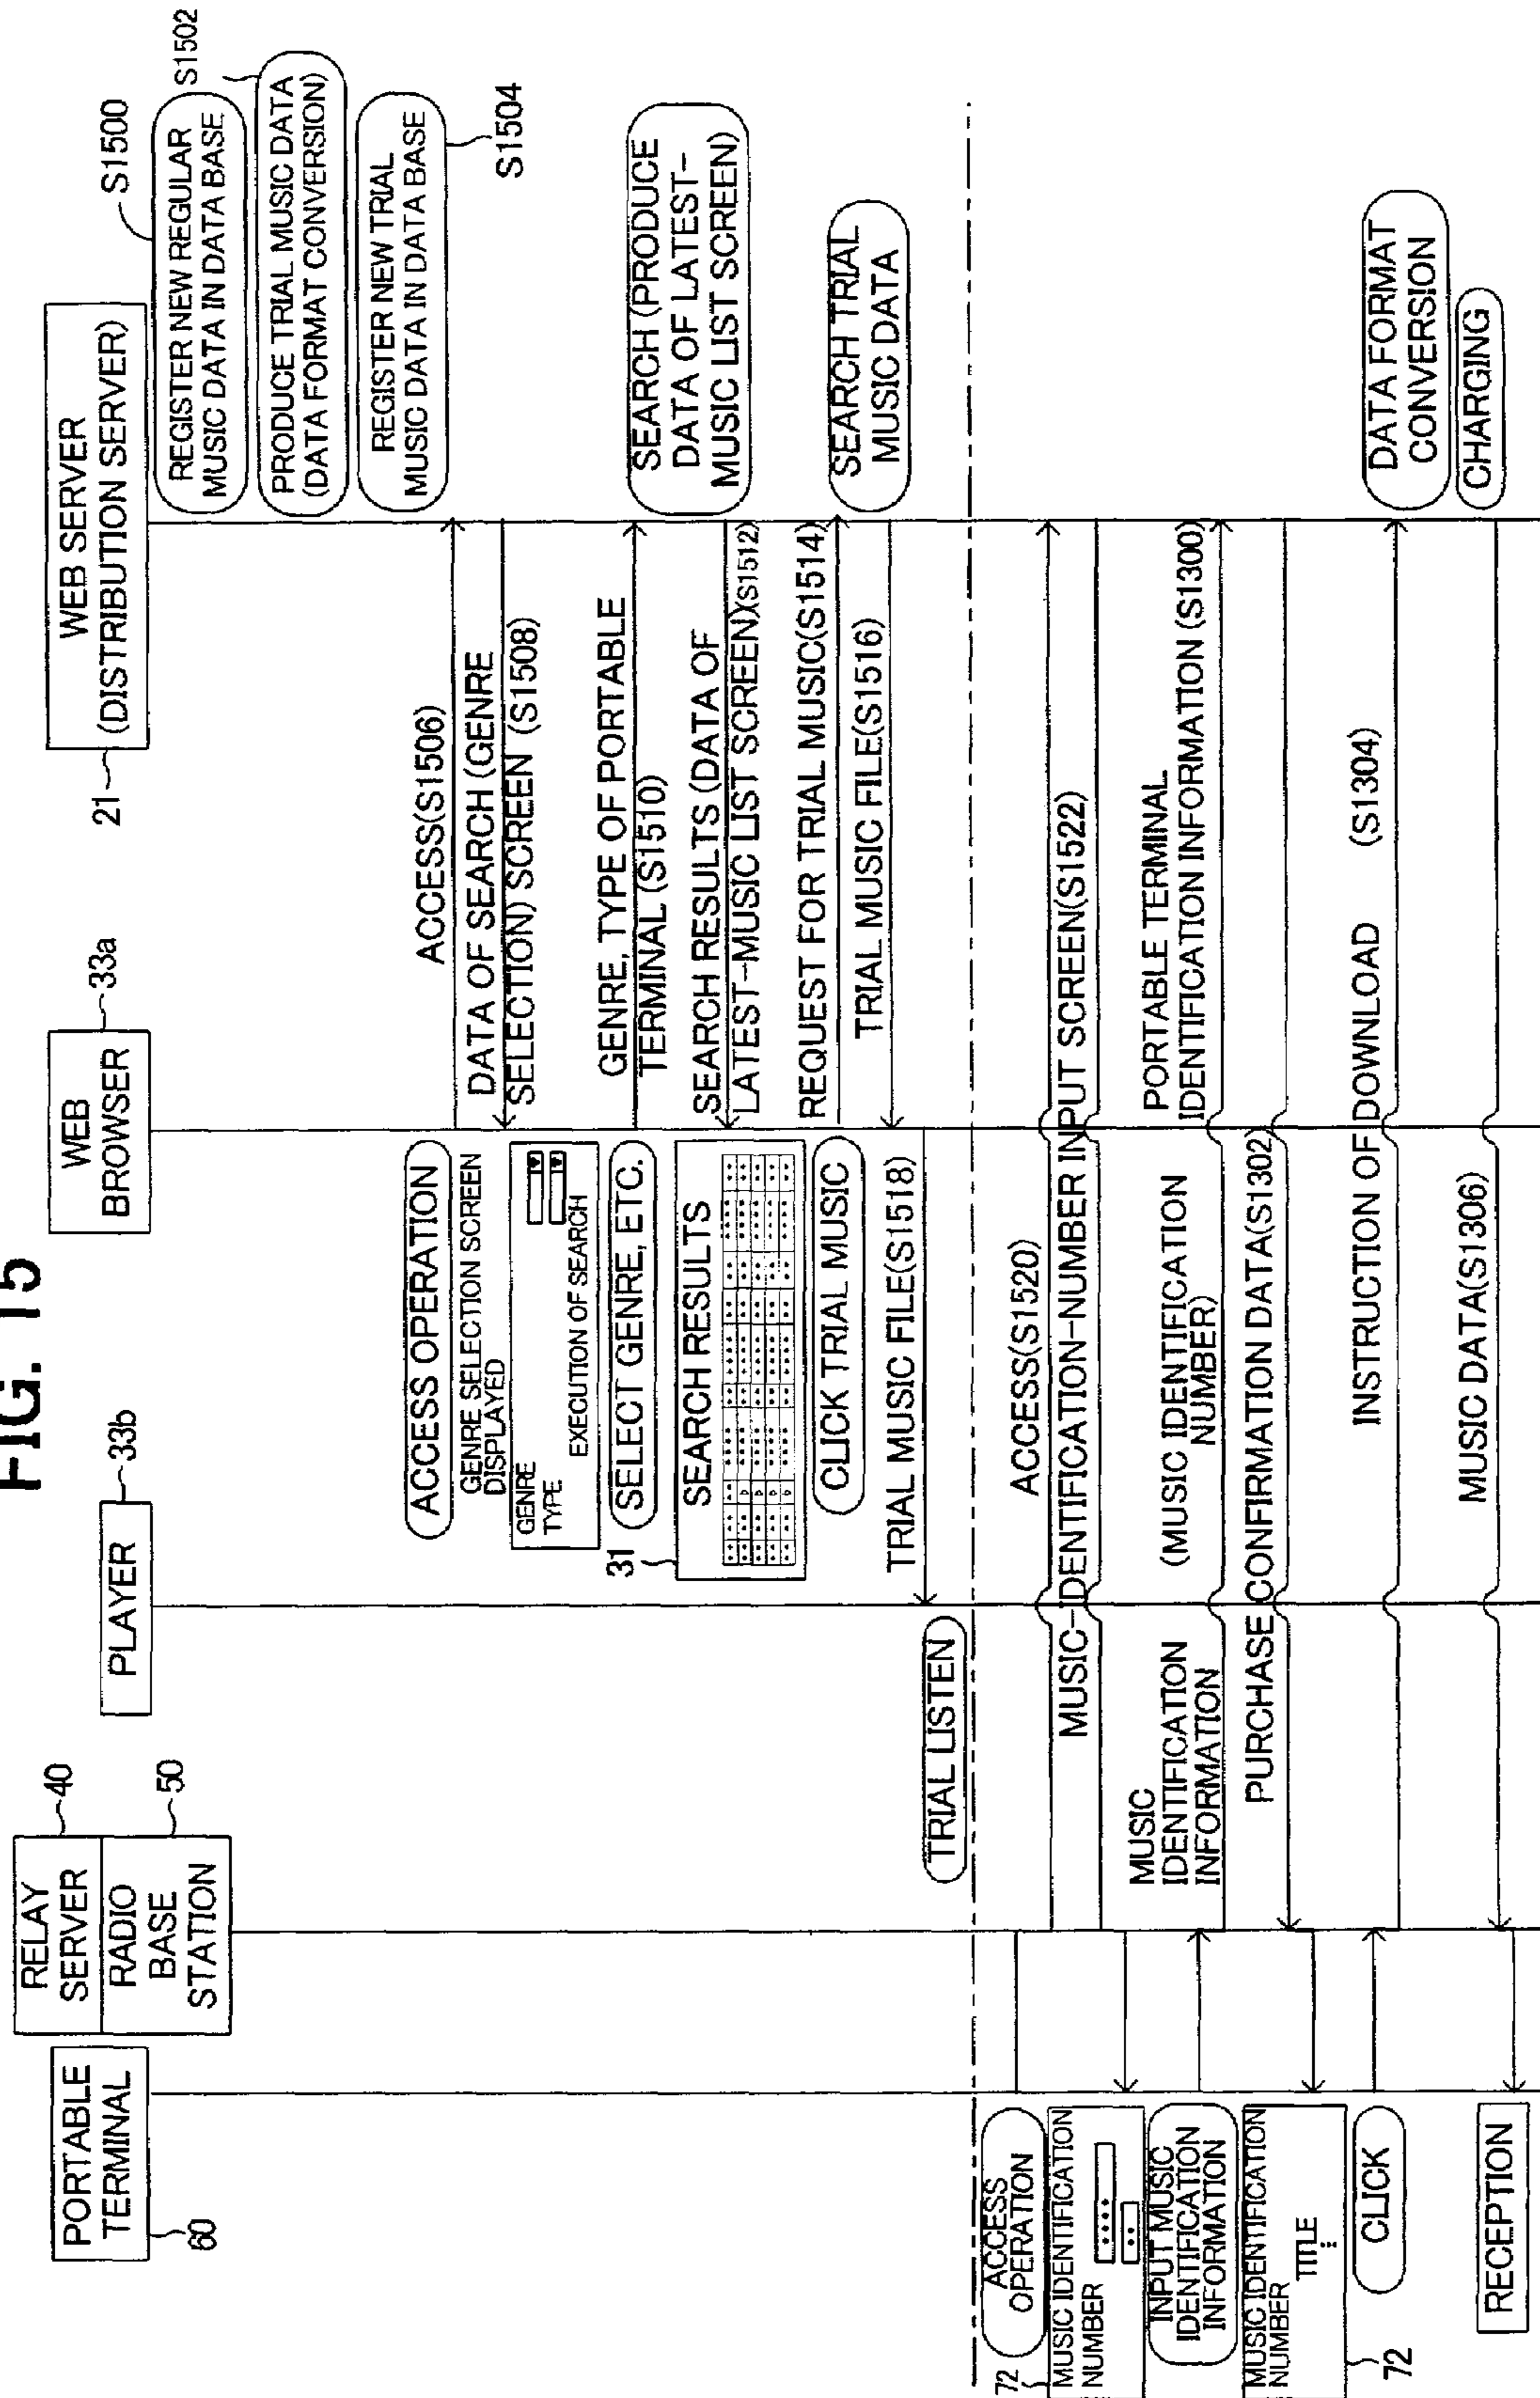 FIG. 15
PORTABLE
TERMINAL
60
RELAY
SERVER
40
RADIO
BASE
STATION
50
PLAYER
33b
WEB
BROWSER
33a
WEB SERVER
(DISTRIBUTION SERVER)
21
S1500
REGISTER NEW REGULAR
MUSIC DATA IN DATA BASE
S1502
PRODUCE TRIAL MUSIC DATA
(DATA FORMAT CONVERSION)
REGISTER NEW TRIAL
MUSIC DATA IN DATA BASE
S1504
ACCESS OPERATION
ACCESS(S1506)
GENRE SELECTION SCREEN
DISPLAYED
DATA OF SEARCH (GENRE
SELECTION) SCREEN (S1508)
GENRE
TYPE
EXECUTION OF SEARCH
SELECT GENRE, ETC.
GENRE, TYPE OF PORTABLE
TERMINAL (S1510)
SEARCH (PRODUCE
DATA OF LATEST-
MUSIC LIST SCREEN)
31
SEARCH RESULTS
SEARCH RESULTS (DATA OF
LATEST-MUSIC LIST SCREEN)(S1512)
CLICK TRIAL MUSIC
REQUEST FOR TRIAL MUSIC(S1514)
SEARCH TRIAL
MUSIC DATA
TRIAL MUSIC FILE(S1516)
TRIAL MUSIC FILE(S1518)
TRIAL LISTEN
ACCESS
OPERATION
ACCESS(S1520)
72
MUSIC IDENTIFICATION
NUMBER
MUSIC-IDENTIFICATION-NUMBER INPUT SCREEN(S1522)
INPUT MUSIC
IDENTIFICATION
INFORMATION
MUSIC
IDENTIFICATION
INFORMATION
(MUSIC IDENTIFICATION
NUMBER)
PORTABLE TERMINAL
IDENTIFICATION INFORMATION (S1300)
MUSIC IDENTIFICATION
NUMBER
TITLE
72
PURCHASE CONFIRMATION DATA(S1302)
CLICK
INSTRUCTION OF DOWNLOAD (S1304)
DATA FORMAT
CONVERSION
CHARGING
MUSIC DATA(S1306)
RECEPTION